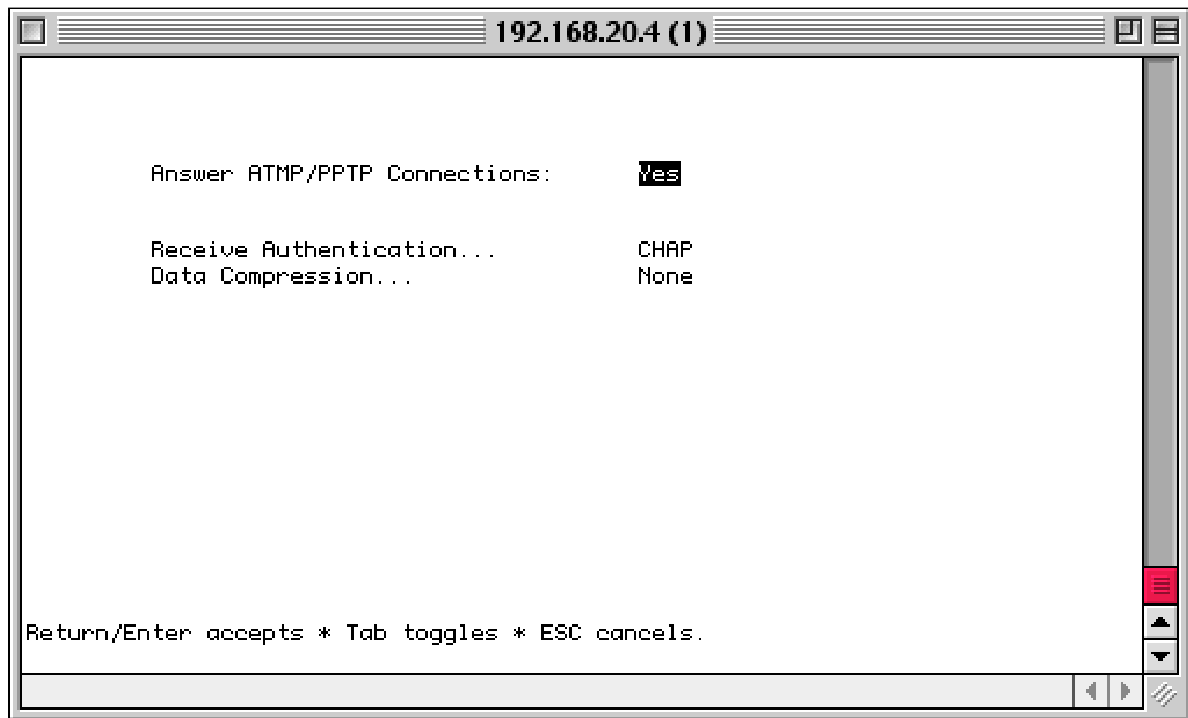 192.168.20.4 (1)
Answer ATMP/PPTP Connections: Yes
Receive Authentication... CHAP
Data Compression... None
Return/Enter accepts * Tab toggles * ESC cancels.